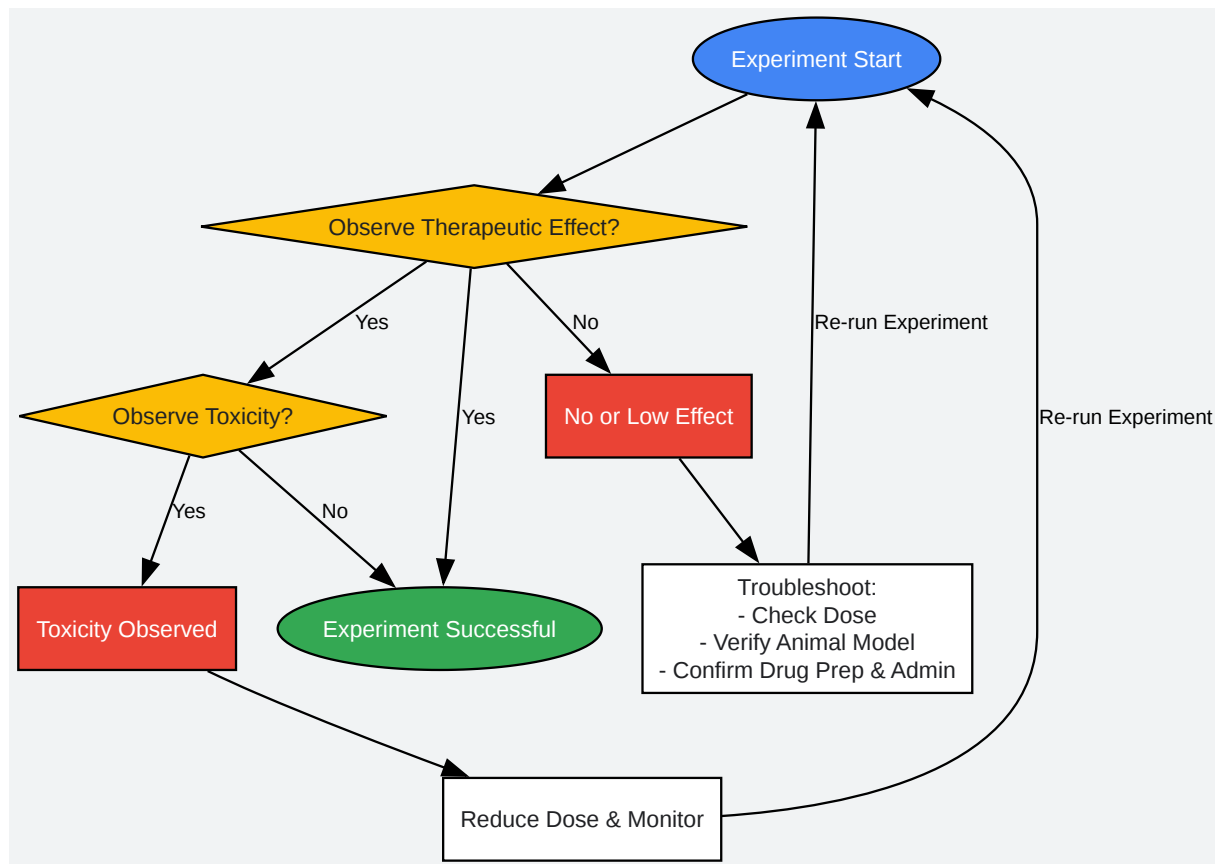 Experiment Start
Observe Therapeutic Effect?
Yes
No
Re-run Experiment
Observe Toxicity?
Yes
No or Low Effect
Re-run Experiment
Yes
No
Toxicity Observed
Experiment Successful
Troubleshoot:
- Check Dose
- Verify Animal Model
- Confirm Drug Prep & Admin
Reduce Dose & Monitor